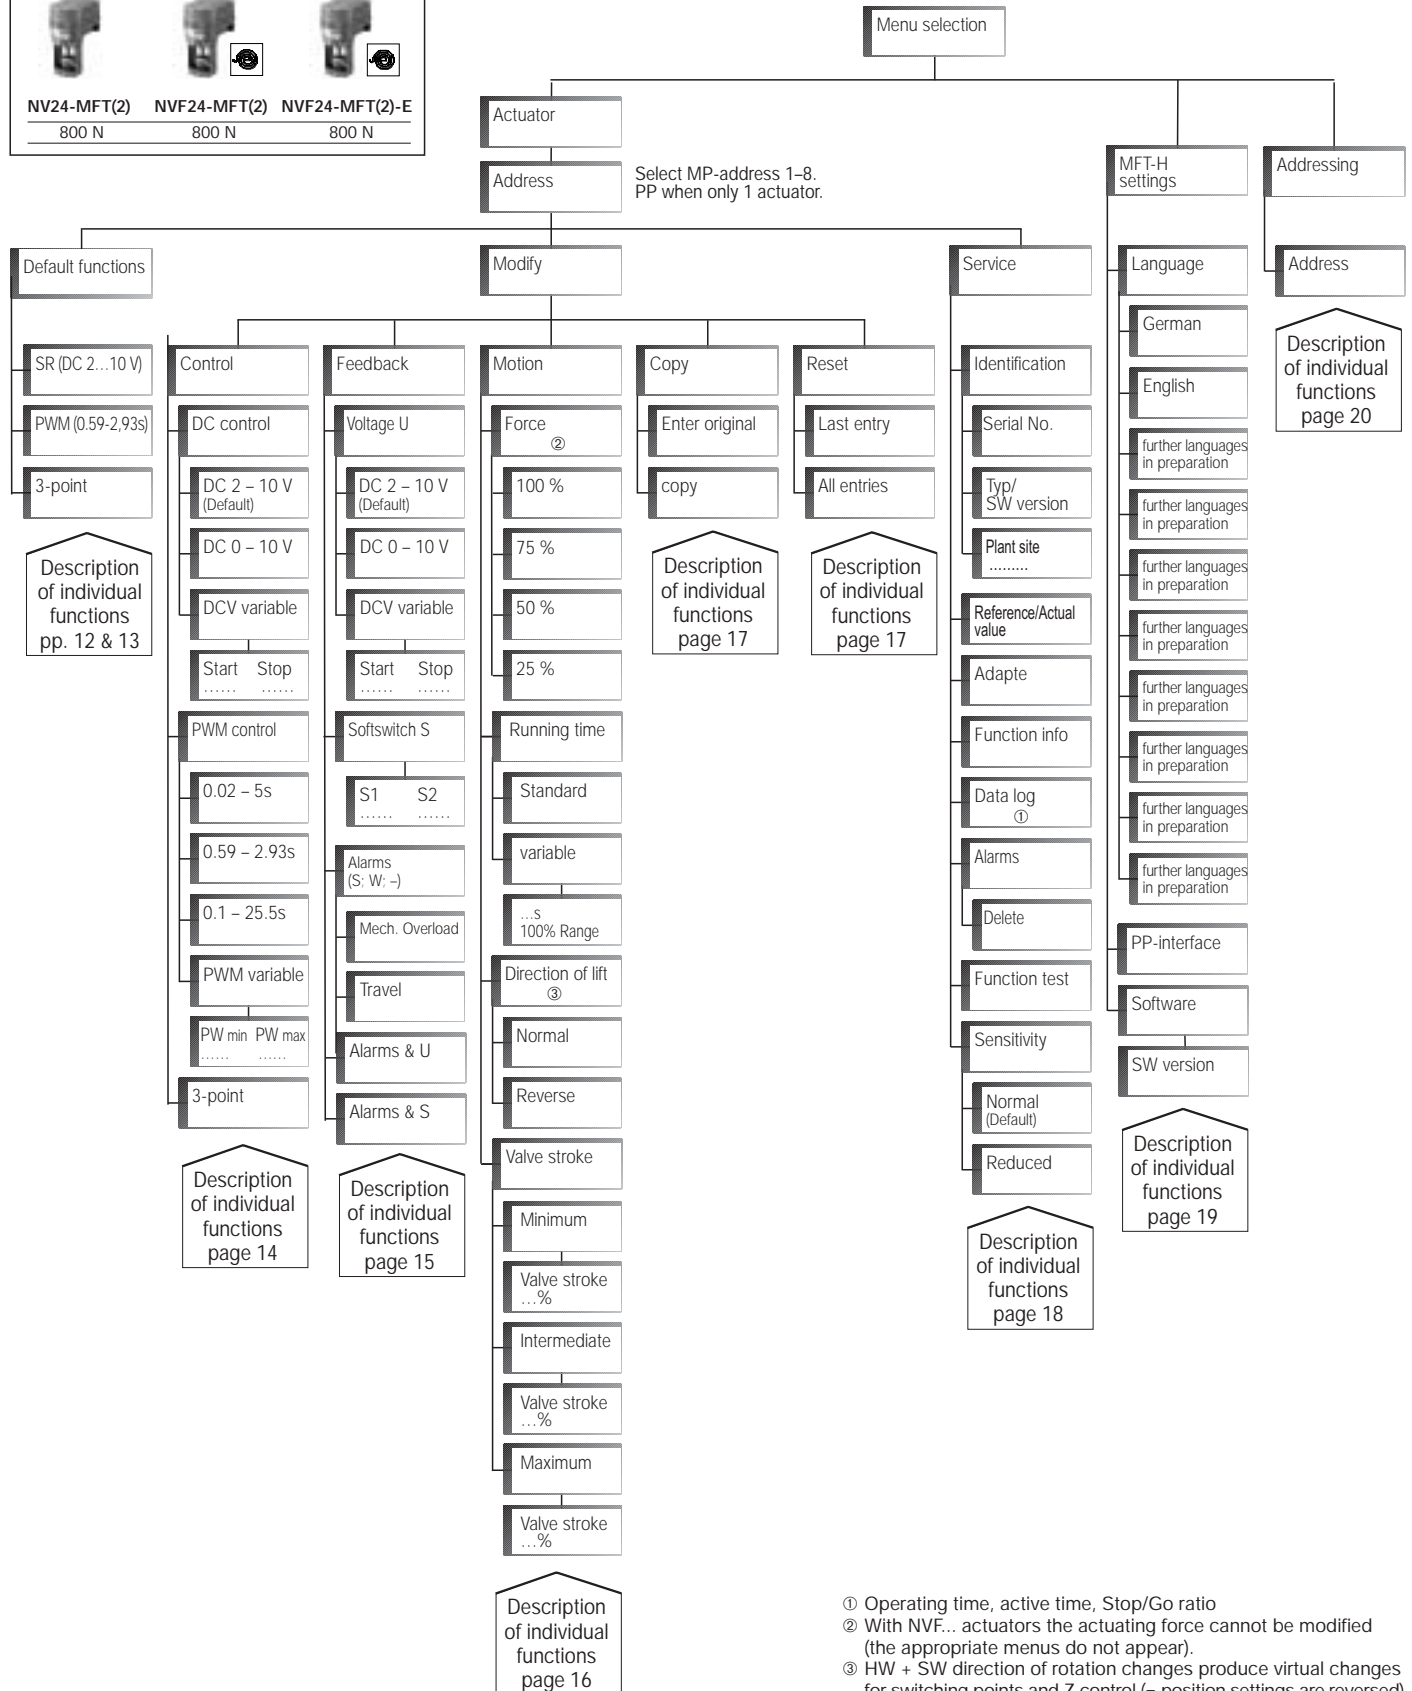 NV24-MFT(2) NVF24-MFT(2) NVF24-MFT(2)-E
800 N 800 N 800 N
Menu selection
Actuator
Address
Select MP-address 1–8.
PP when only 1 actuator.
MFT-H
settings
Addressing
Default functions
Modify
Service
Language
Address
SR (DC 2...10 V)
PWM (0.59-2,93s)
3-point
Description
of individual
functions
pp. 12 & 13
Control
DC control
DC 2 – 10 V
(Default)
DC 0 – 10 V
DCV variable
Start Stop
...... ......
PWM control
0.02 – 5s
0.59 – 2.93s
0.1 – 25.5s
PWM variable
PW min PW max
...... ......
3-point
Description
of individual
functions
page 14
Feedback
Voltage U
DC 2 – 10 V
(Default)
DC 0 – 10 V
DCV variable
Start Stop
...... ......
Softswitch S
S1 S2
...... ......
Alarms
(S; W; –)
Mech. Overload
Travel
Alarms & U
Alarms & S
Description
of individual
functions
page 15
Motion
Force
②
100 %
75 %
50 %
25 %
Running time
Standard
variable
...s
100% Range
Direction of lift
③
Normal
Reverse
Valve stroke
Minimum
Valve stroke
...%
Intermediate
Valve stroke
...%
Maximum
Valve stroke
...%
Description
of individual
functions
page 16
Copy
Enter original
copy
Description
of individual
functions
page 17
Reset
Last entry
All entries
Description
of individual
functions
page 17
Identification
Serial No.
Typ/
SW version
Plant site
.........
Reference/Actual
value
Adapte
Function info
Data log
①
Alarms
Delete
Function test
Sensitivity
Normal
(Default)
Reduced
Description
of individual
functions
page 18
German
English
further languages
in preparation
further languages
in preparation
further languages
in preparation
further languages
in preparation
further languages
in preparation
further languages
in preparation
further languages
in preparation
further languages
in preparation
PP-interface
Software
SW version
Description
of individual
functions
page 19
Description
of individual
functions
page 20
① Operating time, active time, Stop/Go ratio
② With NVF... actuators the actuating force cannot be modified
(the appropriate menus do not appear).
③ HW + SW direction of rotation changes produce virtual changes
for switching points and Z control (= position settings are reversed)